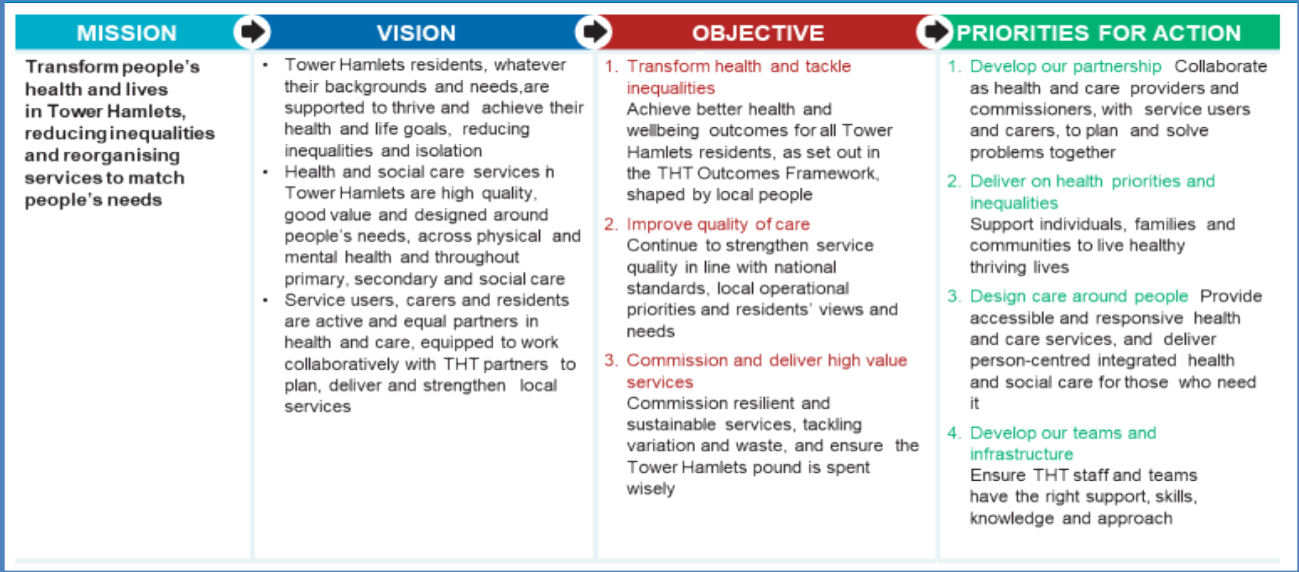 MISSION
Transform people's
health and lives
in Tower Hamlets,
reducing inequalities
and reorganising
services to match
people's needs
VISION
• Tower Hamlets residents, whatever
their backgrounds and needs,are
supported to thrive and achieve their
health and life goals, reducing
inequalities and isolation
• Health and social care services h
Tower Hamlets are high quality,
good value and designed around
people's needs, across physical and
mental health and throughout
primary, secondary and social care
• Service users, carers and residents
are active and equal partners in
health and care, equipped to work
collaboratively with THT partners to
plan, deliver and strengthen local
services
OBJECTIVE
1. Transform health and tackle
inequalities
Achieve better health and
wellbeing outcomes for all Tower
Hamlets residents, as set out in
the THT Outcomes Framework,
shaped by local people
2. Improve quality of care
Continue to strengthen service
quality in line with national
standards, local operational
priorities and residents' views and
needs
3. Commission and deliver high value
services
Commission resilient and
sustainable services, tackling
variation and waste, and ensure the
Tower Hamlets pound is spent
wisely
PRIORITIES FOR ACTION
1. Develop our partnership Collaborate
as health and care providers and
commissioners, with service users
and carers, to plan and solve
problems together
2. Deliver on health priorities and
inequalities
Support individuals, families and
communities to live healthy
thriving lives
3. Design care around people Provide
accessible and responsive health
and care services, and deliver
person-centred integrated health
and social care for those who need
it
4. Develop our teams and
infrastructure
Ensure THT staff and teams
have the right support, skills,
knowledge and approach